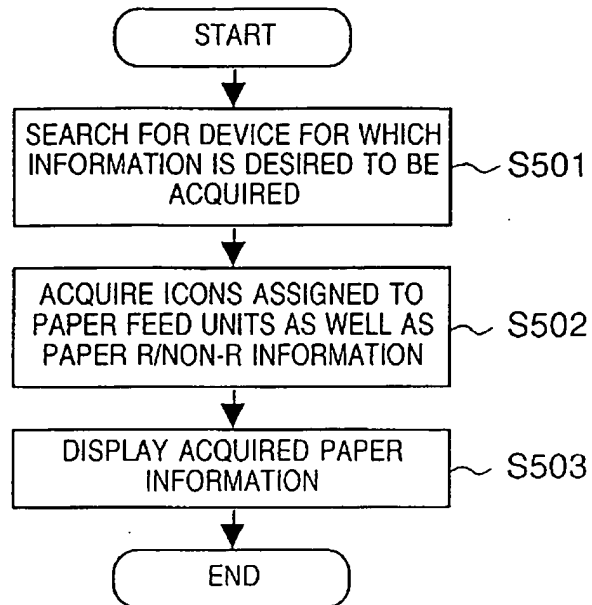 START
SEARCH FOR DEVICE FOR WHICH
INFORMATION IS DESIRED TO BE
ACQUIRED
S501
ACQUIRE ICONS ASSIGNED TO
PAPER FEED UNITS AS WELL AS
PAPER R/NON-R INFORMATION
S502
DISPLAY ACQUIRED PAPER
INFORMATION
S503
END